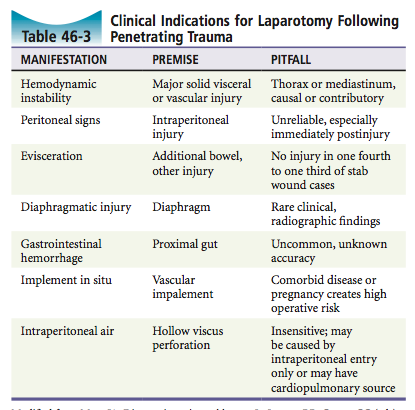 Table 46-3
Clinical Indications for Laparotomy Following
Penetrating Trauma
MANIFESTATION PREMISE PITFALL
Hemodynamic instability Major solid visceral or vascular injury Thorax or mediastinum, causal or contributory
Peritoneal signs Intraperitoneal injury Unreliable, especially immediately postinjury
Evisceration Additional bowel, other injury No injury in one fourth to one third of stab wound cases
Diaphragmatic injury Diaphragm Rare clinical, radiographic findings
Gastrointestinal hemorrhage Proximal gut Uncommon, unknown accuracy
Implement in situ Vascular impalement Comorbid disease or pregnancy creates high operative risk
Intraperitoneal air Hollow viscus perforation Insensitive; may be caused by intraperitoneal entry only or may have cardiopulmonary source